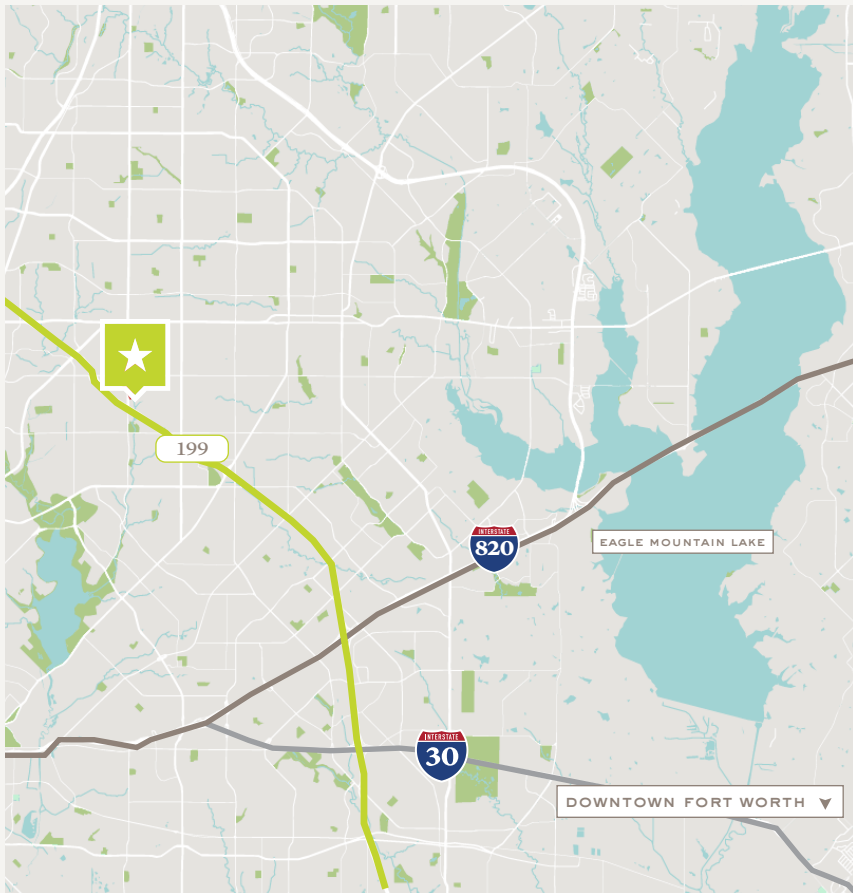 199
INTERSTATE
820
EAGLE MOUNTAIN LAKE
INTERSTATE
30
DOWNTOWN FORT WORTH ▼